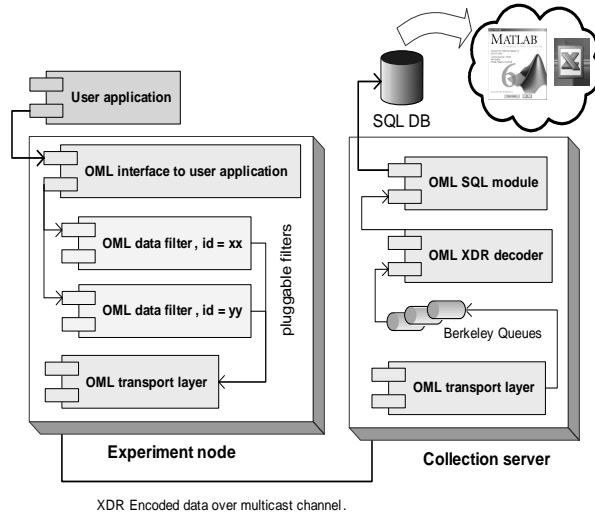 User application
OML interface to user application
OML data filter , id = xx
OML data filter , id = yy
pluggable filters
OML transport layer
Experiment node
MATLAB
6
SQL DB
OML SQL module
OML XDR decoder
Berkeley Queues
OML transport layer
Collection server
XDR Encoded data over multicast channel.